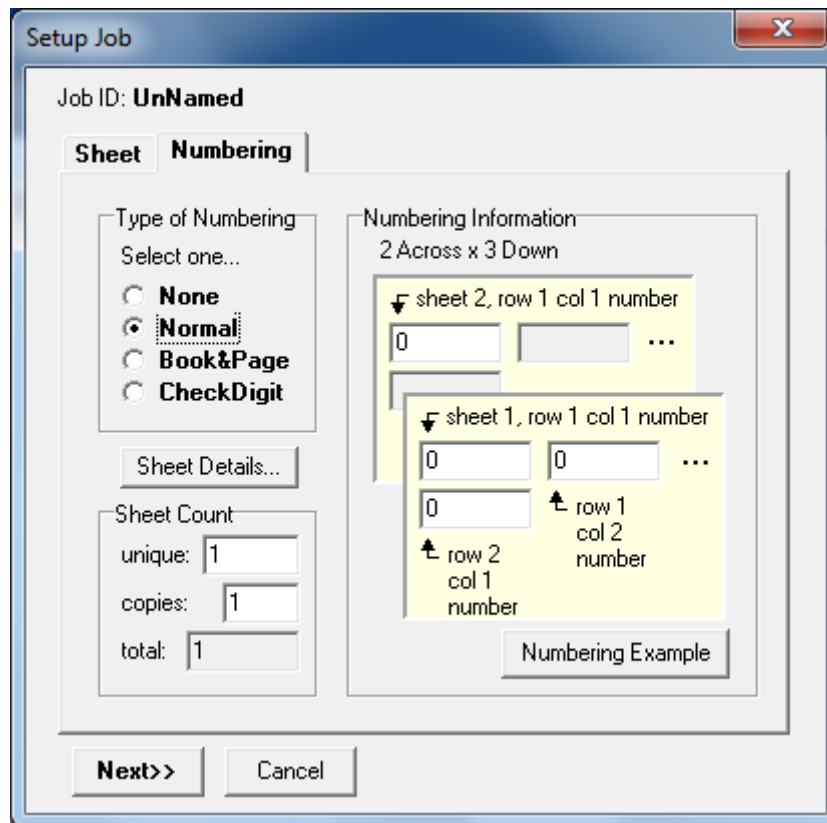 Setup Job
Job ID: UnNamed
Sheet
Numbering
Type of Numbering
Select one...
None
Normal
Book&Page
CheckDigit
Sheet Details...
Sheet Count
unique: 1
copies: 1
total: 1
Numbering Information
2 Across x 3 Down
sheet 2, row 1 col 1 number
0
...
sheet 1, row 1 col 1 number
0 0 ...
0
row 1
col 2
number
row 2
col 1
number
Numbering Example
Next>>
Cancel